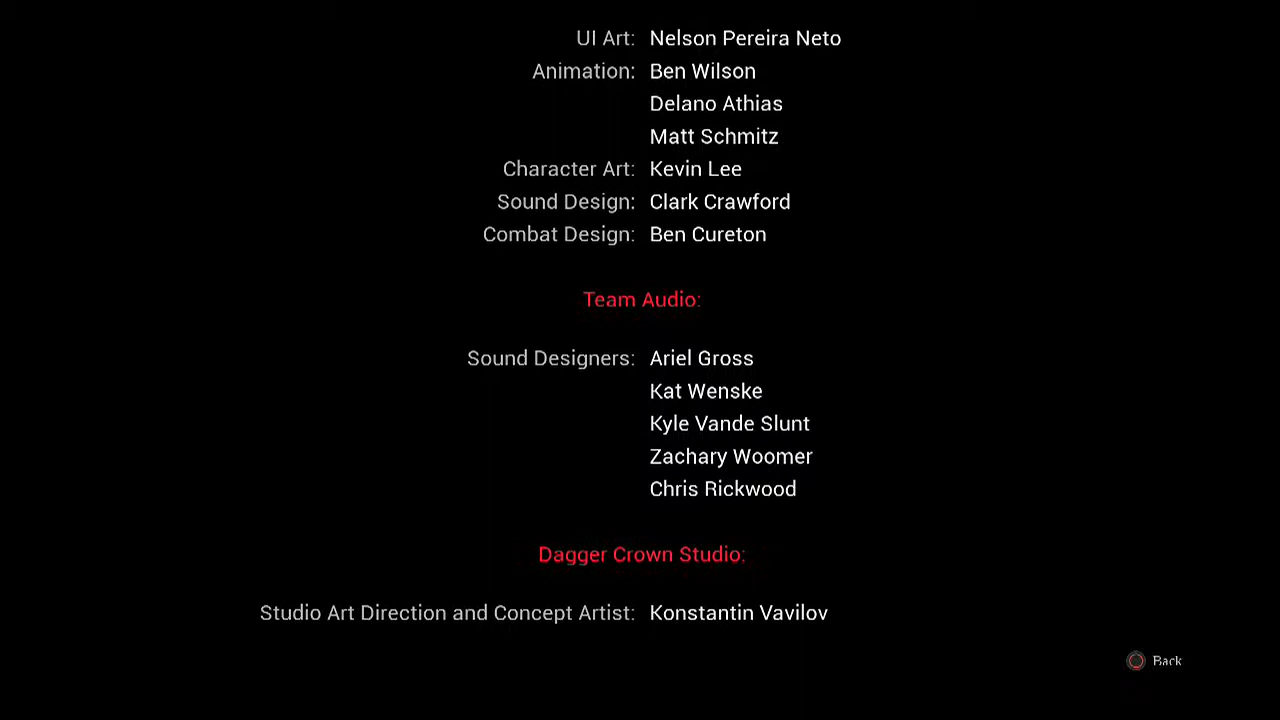 UI Art: Nelson Pereira Neto
Animation: Ben Wilson
Delano Athias
Matt Schmitz
Character Art: Kevin Lee
Sound Design: Clark Crawford
Combat Design: Ben Cureton
Team Audio:
Sound Designers: Ariel Gross
Kat Wenske
Kyle Vande Slunt
Zachary Woomer
Chris Rickwood
Dagger Crown Studio:
Studio Art Direction and Concept Artist: Konstantin Vavilov
Back